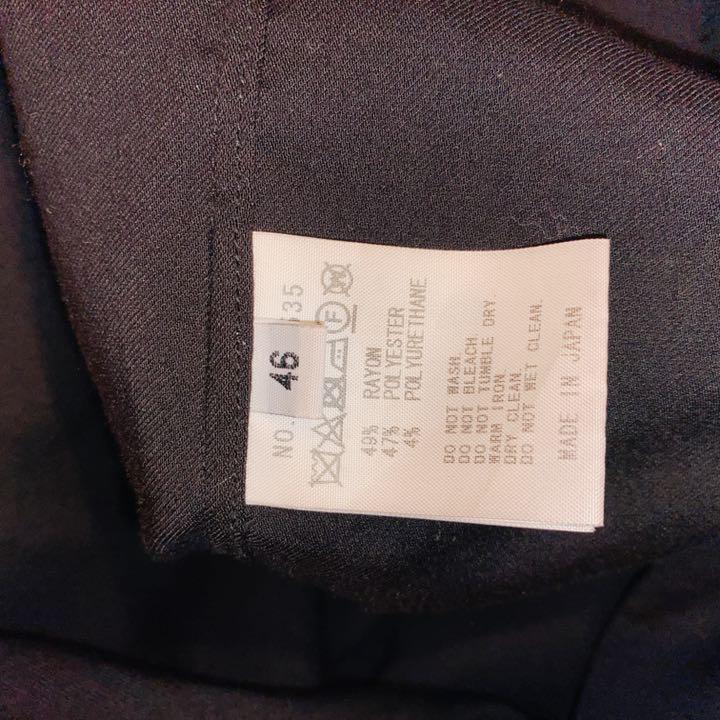 NO.
335
46
49% RAYON
47% POLYESTER
4% POLYURETHANE
DO NOT WASH.
DO NOT BLEACH
DO NOT TUMBLE DRY
WARM IRON.
DRY CLEAN.
DO NOT WET CLEAN.
MADE IN JAPAN